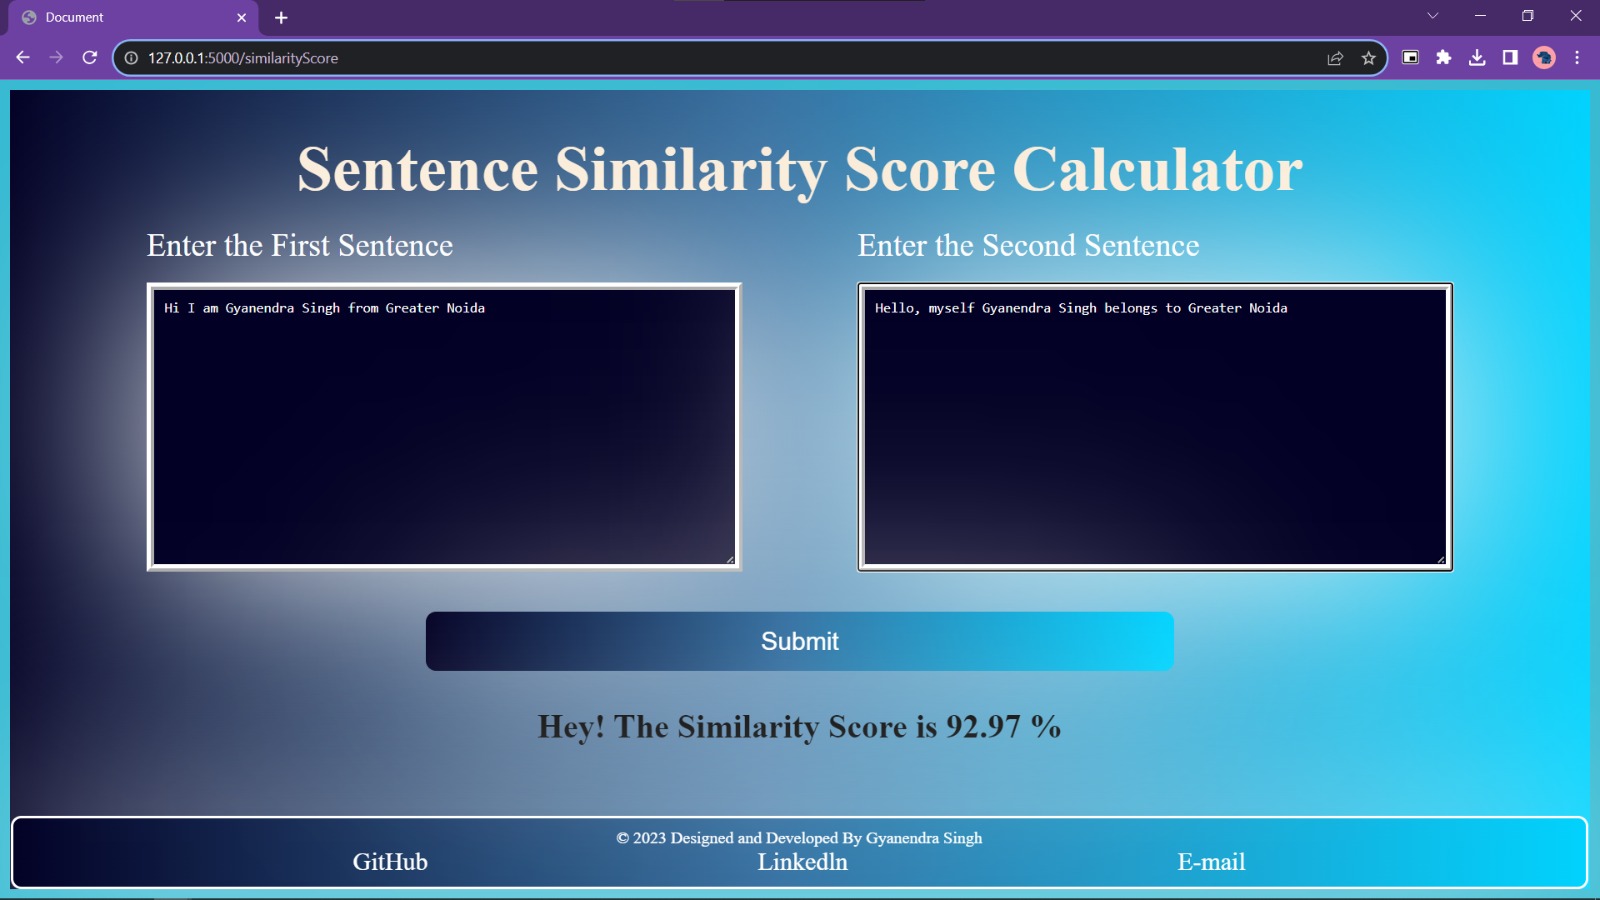 Document
127.0.0.1:5000/similarityScore
Sentence Similarity Score Calculator
Enter the First Sentence
Enter the Second Sentence
Hi I am Gyanendra Singh from Greater Noida
Hello, myself Gyanendra Singh belongs to Greater Noida
Submit
Hey! The Similarity Score is 92.97 %
© 2023 Designed and Developed By Gyanendra Singh
GitHub
LinkedIn
E-mail